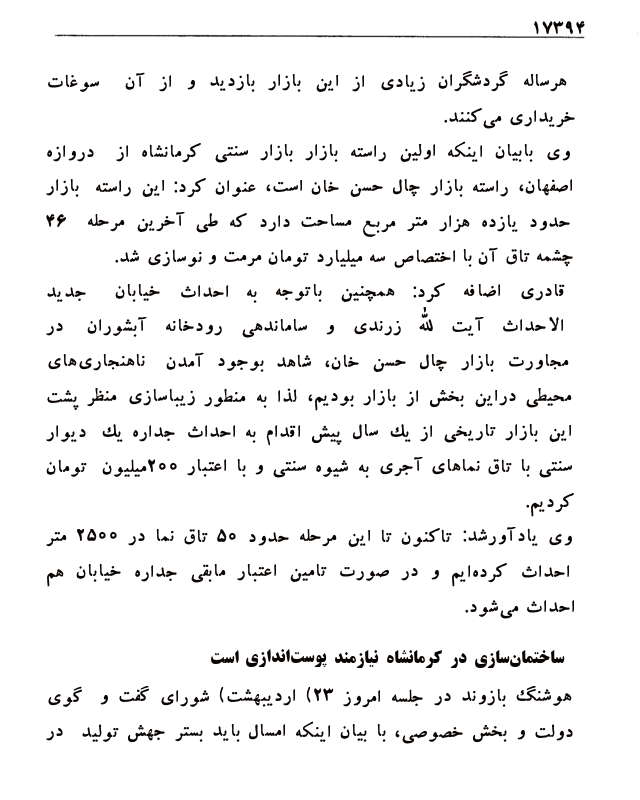 ۱۷۳۹۴
هرساله گردشگران زیادی از این بازار بازدید و از آن سوغات
خریداری می‌کنند.
وی بابیان اینکه اولین راسته بازار بازار سنتی کرمانشاه از دروازه
اصفهان، راسته بازار چال حسن خان است، عنوان کرد: این راسته بازار
حدود یازده هزار متر مربع مساحت دارد که طی آخرین مرحله ۴۶
چشمه تاق آن با اختصاص سه میلیارد تومان مرمت و نوسازی شد.
قادری اضافه کرد: همچنین باتوجه به احداث خیابان جدید
الاحداث آیت لله زرندی و ساماندهی رودخانه آبشوران در
مجاورت بازار چال حسن خان، شاهد بوجود آمدن ناهنجاری‌های
محیطی دراین بخش از بازار بودیم، لذا به منطور زیباسازی منظر پشت
این بازار تاریخی از یك سال پیش اقدام به احداث جداره یك دیوار
سنتی با تاق نماهای آجری به شیوه سنتی و با اعتبار ۲۰۰میلیون تومان
کردیم.
وی یادآورشد: تاکنون تا این مرحله حدود ۵۰ تاق نما در ۲۵۰۰ متر
احداث کرده‌ایم و در صورت تامین اعتبار مابقی جداره خیابان هم
احداث می‌شود.
ساختمان‌سازی در کرمانشاه نیازمند پوست‌اندازی است
هوشنگ بازوند در جلسه امروز ۲۳) اردیبهشت) شورای گفت و گوی
دولت و بخش خصوصی، با بیان اینکه امسال باید بستر جهش تولید در